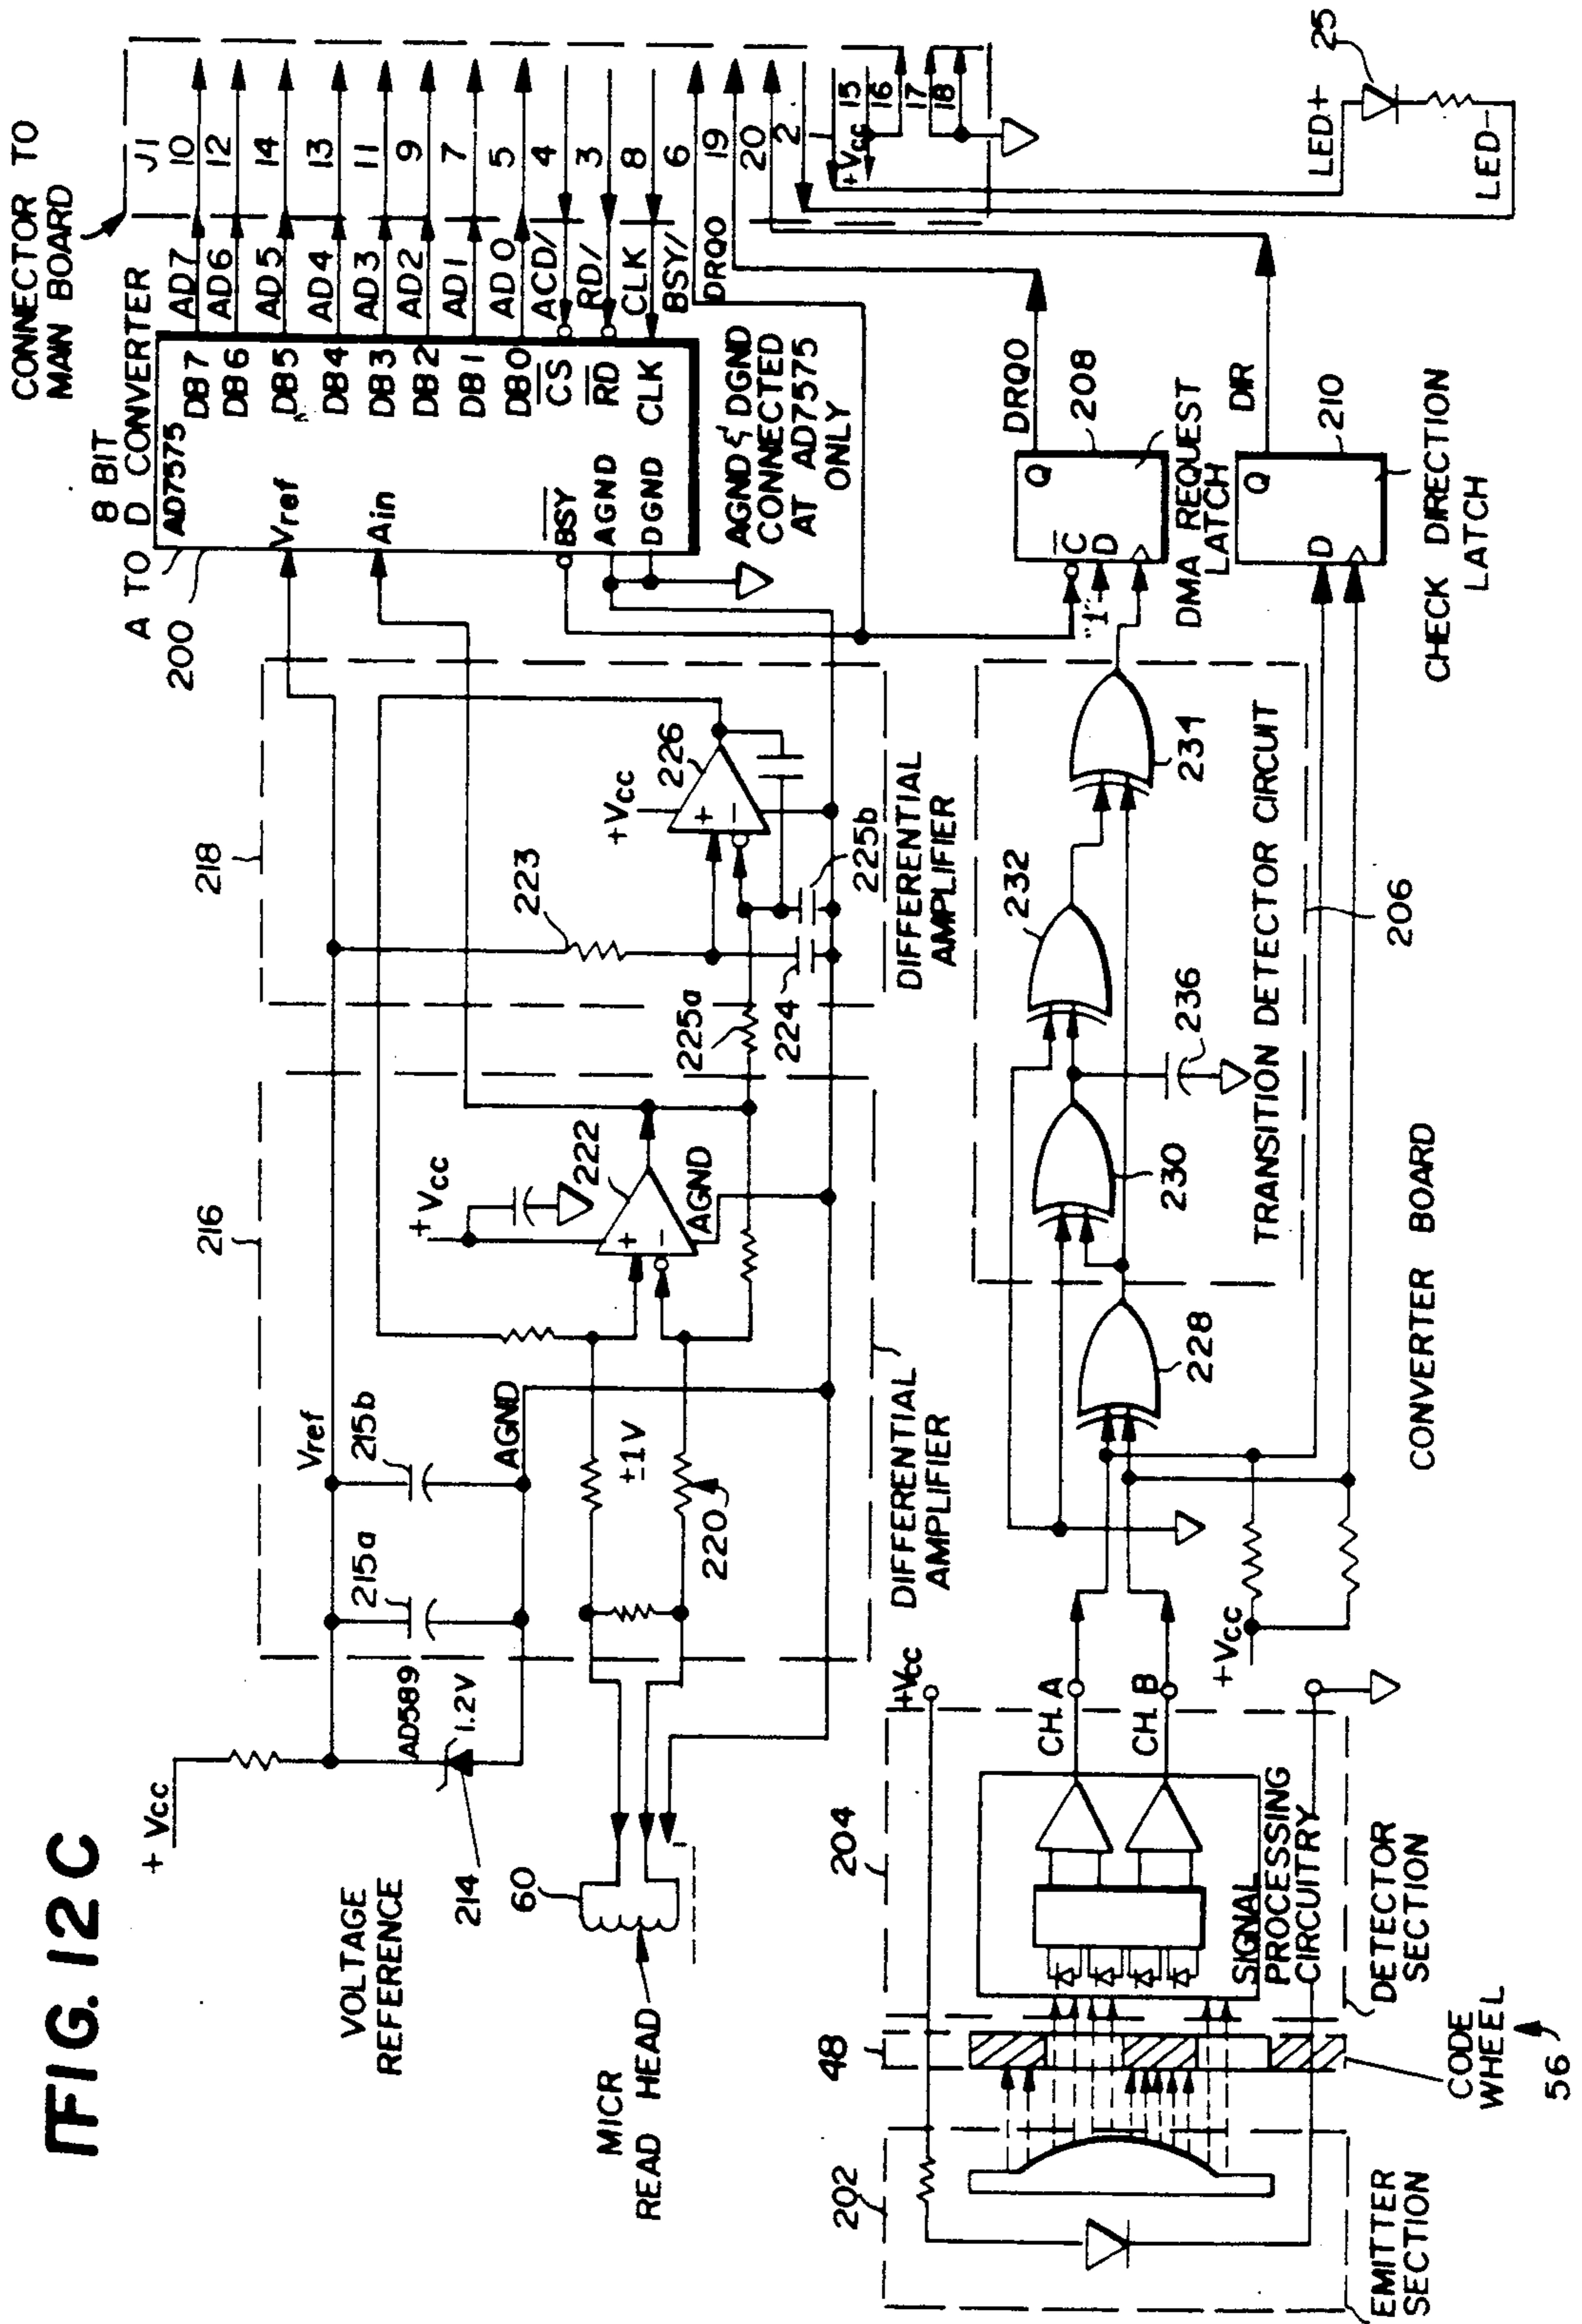 FIG. 12C
CONNECTOR TO
MAIN BOARD
8 BIT
A TO D CONVERTER
200
AD7575
Vref
Ain
BSY
AGND
DGND
DB7
DB6
DB5
DB4
DB3
DB2
DB1
DB0
CS
RD
CLK
AD7
AD6
AD5
AD4
AD3
AD2
AD1
AD0
ACD/
RD/
CLK
BSY/
DRQ0
J1
10
12
14
13
11
9
7
5
4
3
8
6
19
20
2
+Vcc
15
16
17
18
AGND & DGND
CONNECTED
AT AD7575
ONLY
+Vcc
VOLTAGE
REFERENCE
214
AD589
1.2V
216
Vref
215a
215b
AGND
±1V
220
+Vcc
222
+
−
AGND
DIFFERENTIAL
AMPLIFIER
218
223
+Vcc
226
+
−
225a
224
225b
DIFFERENTIAL
AMPLIFIER
MICR
READ HEAD
60
202
EMITTER
SECTION
48
CODE
WHEEL
56
204
+Vcc
CH. A
CH. B
SIGNAL
PROCESSING
CIRCUITRY
DETECTOR
SECTION
+Vcc
228
230
232
234
236
TRANSITION DETECTOR CIRCUIT
206
CONVERTER BOARD
DRQ0
208
Q
C
D
"1"
DMA REQUEST
LATCH
DIR
210
Q
D
CHECK DIRECTION
LATCH
LED+
25
LED−